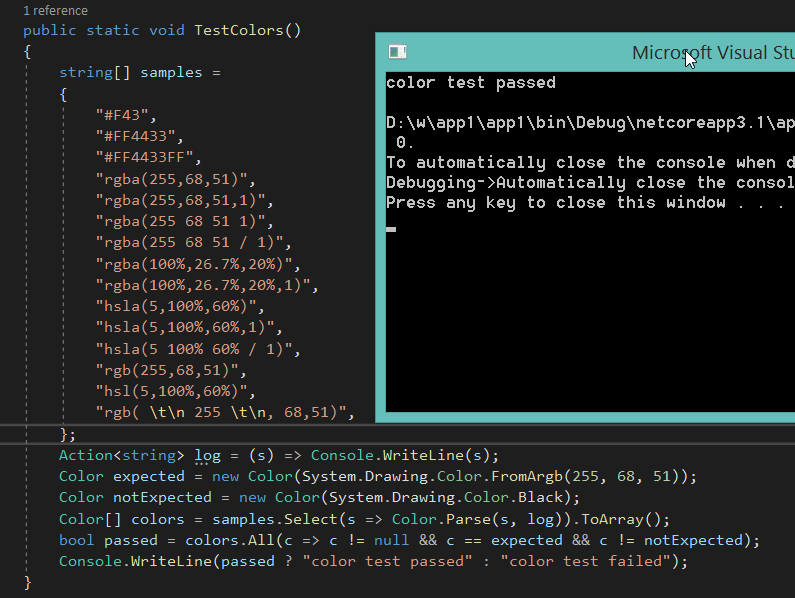 1 reference
public static void TestColors()
{
string[] samples =
{
"#F43",
"#FF4433",
"#FF4433FF",
"rgba(255,68,51)",
"rgba(255,68,51,1)",
"rgba(255 68 51 1)",
"rgba(255 68 51 / 1)",
"rgba(100%,26.7%,20%)",
"rgba(100%,26.7%,20%,1)",
"hsla(5,100%,60%)",
"hsla(5,100%,60%,1)",
"hsla(5 100% 60% / 1)",
"rgb(255,68,51)",
"hsl(5,100%,60%)",
"rgb( \t\n 255 \t\n, 68,51)",
};
Action<string> log = (s) => Console.WriteLine(s);
Color expected = new Color(System.Drawing.Color.FromArgb(255, 68, 51));
Color notExpected = new Color(System.Drawing.Color.Black);
Color[] colors = samples.Select(s => Color.Parse(s, log)).ToArray();
bool passed = colors.All(c => c != null && c == expected && c != notExpected);
Console.WriteLine(passed ? "color test passed" : "color test failed");
}
Microsoft Visual Stu
color test passed
D:\w\app1\app1\bin\Debug\netcoreapp3.1\ap
0.
To automatically close the console when d
Debugging->Automatically close the consol
Press any key to close this window . . .